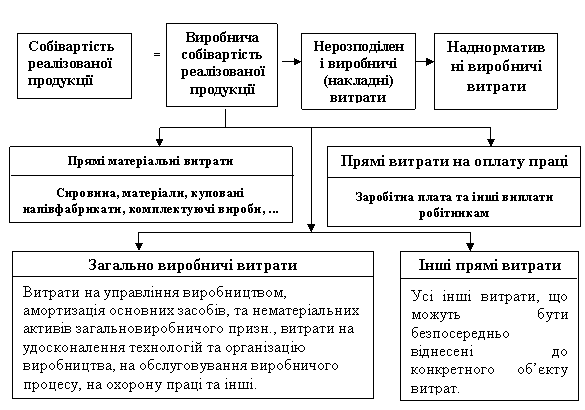 Собівартість
реалізованої
продукції
=
Виробнича
собівартість
реалізованої
продукції
Нерозподілен
і виробничі
(накладні)
витрати
Наднорматив
ні виробничі
витрати
Прямі матеріальні витрати
Сировина, матеріали, куповані
напівфабрикати, комплектуючі вироби, ...
Прямі витрати на оплату праці
Заробітна плата та інші виплати
робітникам
Загально виробничі витрати
Витрати на управління виробництвом,
амортизація основних засобів, та нематеріальних
активів загальновиробничого призн., витрати на
удосконалення технологій та організацію
виробництва, на обслуговування виробничого
процесу, на охорону праці та інші.
Інші прямі витрати
Усі інші витрати, що
можуть бути
безпосередньо
віднесені до
конкретного об’єкту
витрат.